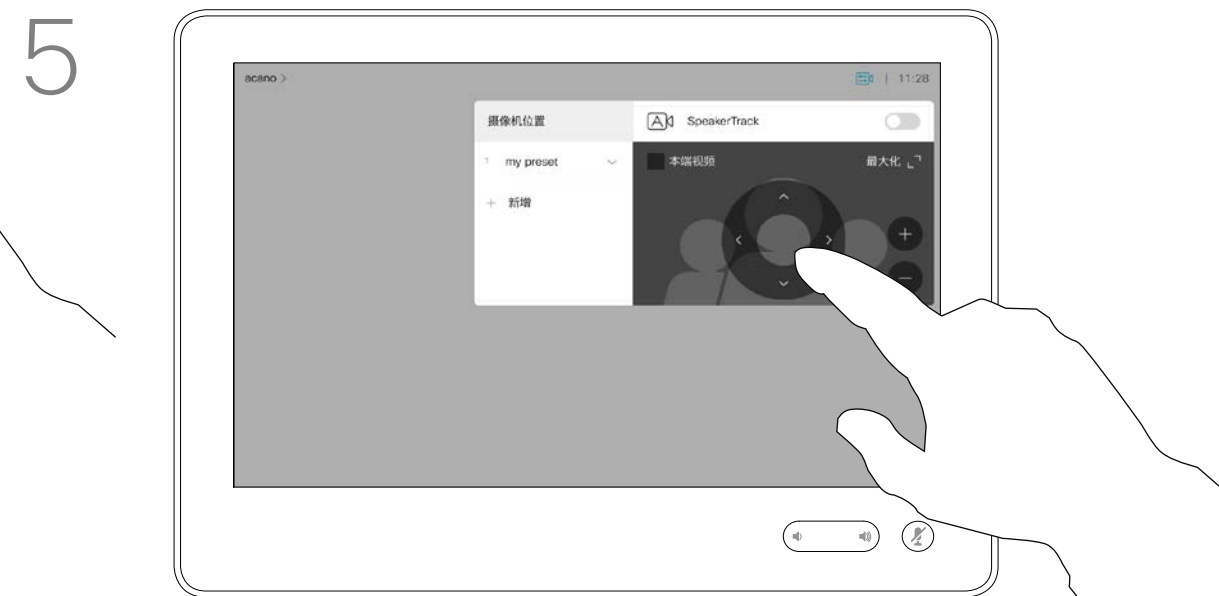 5
acano >
| 11:28
摄像机位置
SpeakerTrack
1 my preset
本端视频
最大化
+ 新增